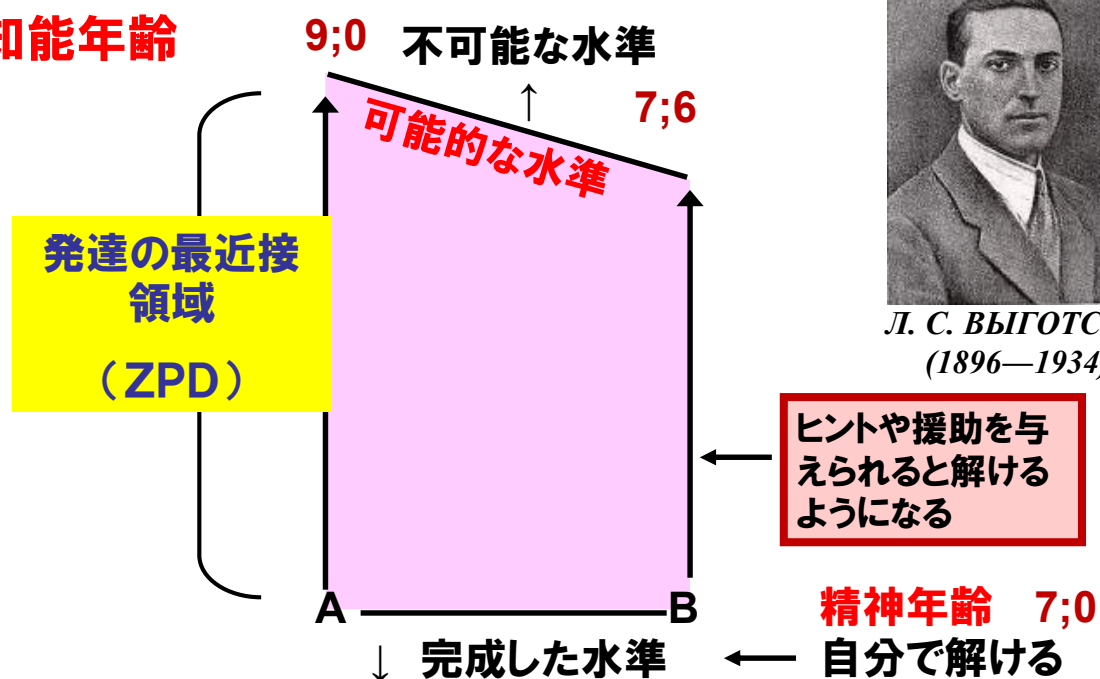 知能年齢
9;0
不可能な水準
↑
7;6
可能的な水準
発達の最近接
領域
（ZPD）
Л. С. ВЫГОТС
(1896—1934)
ヒントや援助を与
えられると解ける
ようになる
A
B
精神年齢 7;0
↓ 完成した水準
自分で解ける